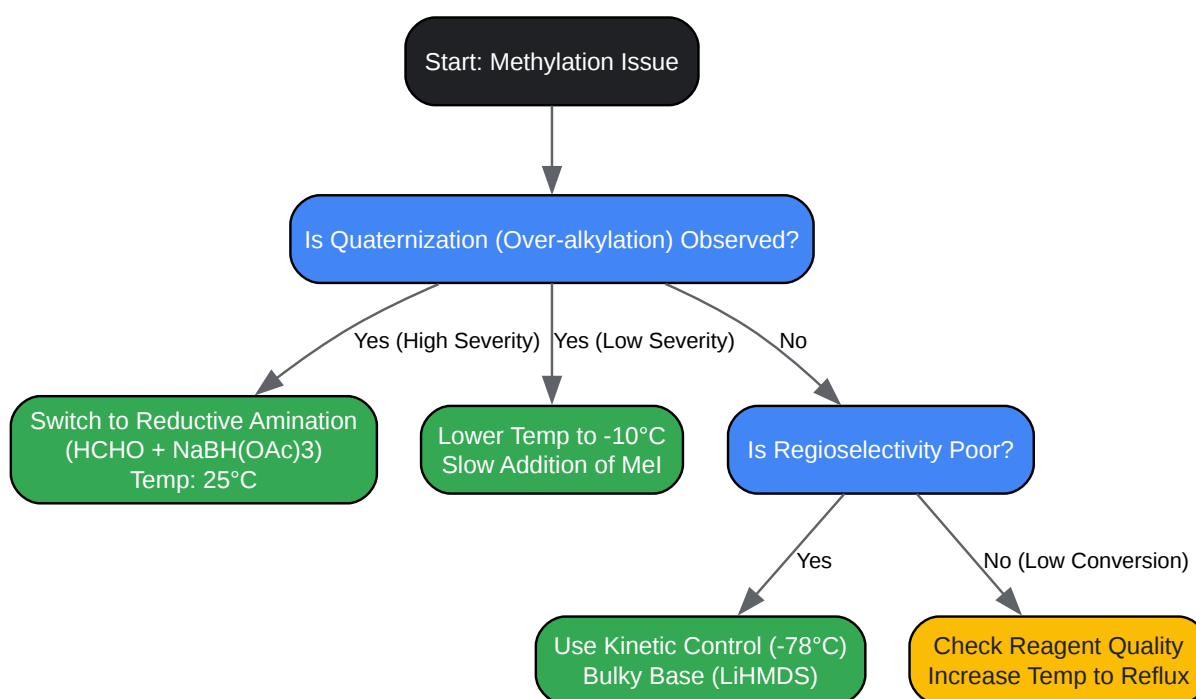 Start: Methylation Issue
Is Quaternization (Over-alkylation) Observed?
Yes (High Severity)
Yes (Low Severity)
No
Switch to Reductive Amination
(HCHO + NaBH(OAc)3)
Temp: 25°C
Lower Temp to -10°C
Slow Addition of MeI
Is Regioselectivity Poor?
Yes
No (Low Conversion)
Use Kinetic Control (-78°C)
Bulky Base (LiHMDS)
Check Reagent Quality
Increase Temp to Reflux